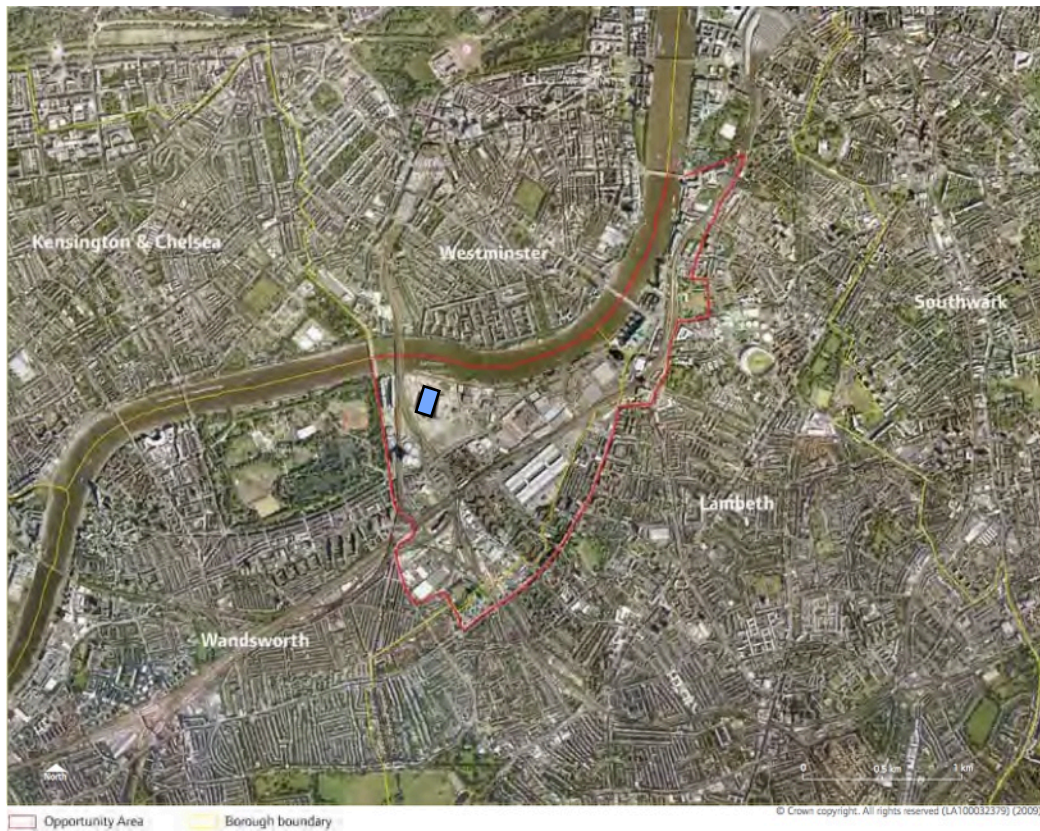 Kensington & Chelsea
Westminster
Southwark
Lambeth
Wandsworth
North
0 0.5 km 1 km
© Crown copyright. All rights reserved (LA100032379) (2009)
Opportunity Area Borough boundary